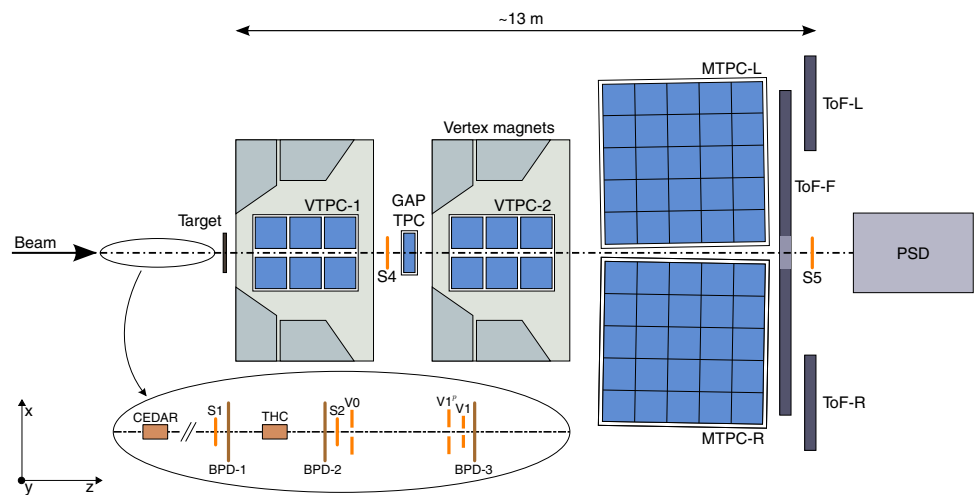 ~13 m
MTPC-L
ToF-L
Vertex magnets
ToF-F
GAP
TPC
VTPC-1
VTPC-2
Target
Beam
S4
S5
PSD
x
y
z
CEDAR
S1
THC
S2
V0
V1ᵖ
V1
BPD-1
BPD-2
BPD-3
MTPC-R
ToF-R